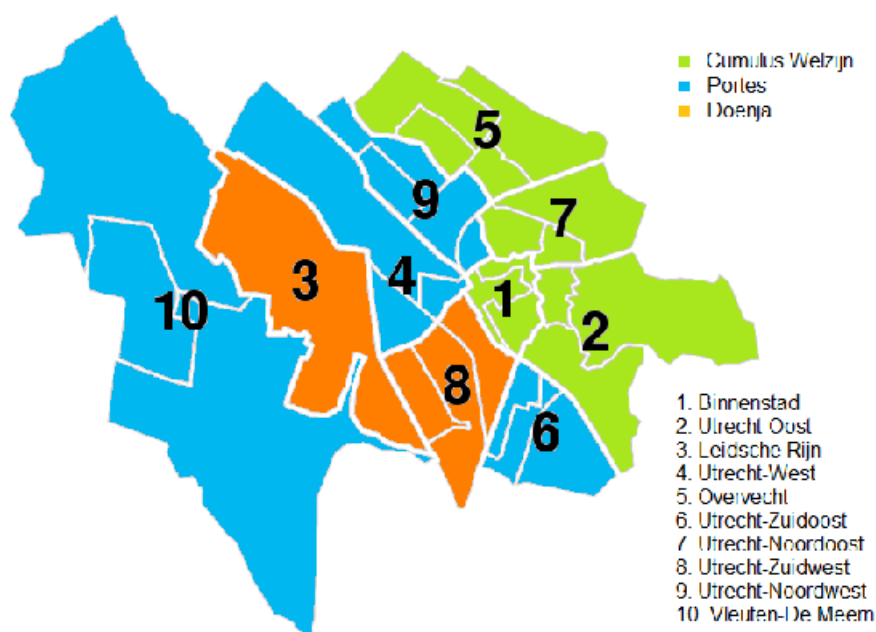 Cumulus Welzijn
Portes
Doenja
5
9
7
3
4
1
10
2
8
6
1. Binnenstad
2. Utrecht Oost
3. Leidsche Rijn
4. Utrecht-West
5. Overvecht
6. Utrecht-Zuidoost
7. Utrecht-Noordoost
8. Utrecht-Zuidwest
9. Utrecht-Noordwest
10. Vleuten-De Meern